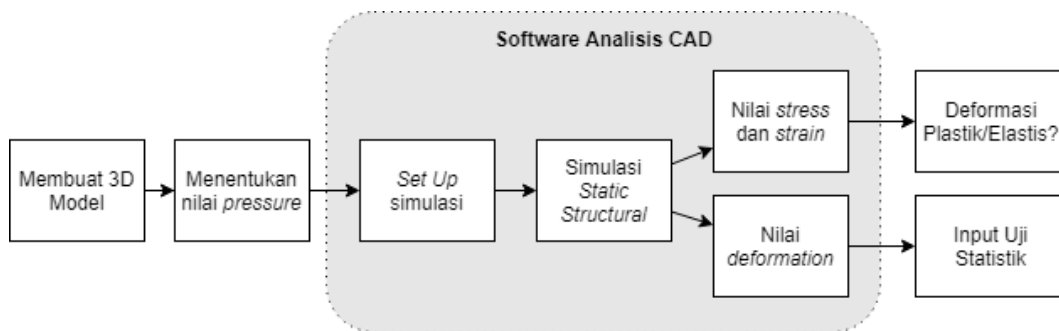 Software Analisis CAD
Membuat 3D
Model
Menentukan
nilai pressure
Set Up
simulasi
Simulasi
Static
Structural
Nilai stress
dan strain
Deformasi
Plastik/Elastis?
Nilai
deformation
Input Uji
Statistik